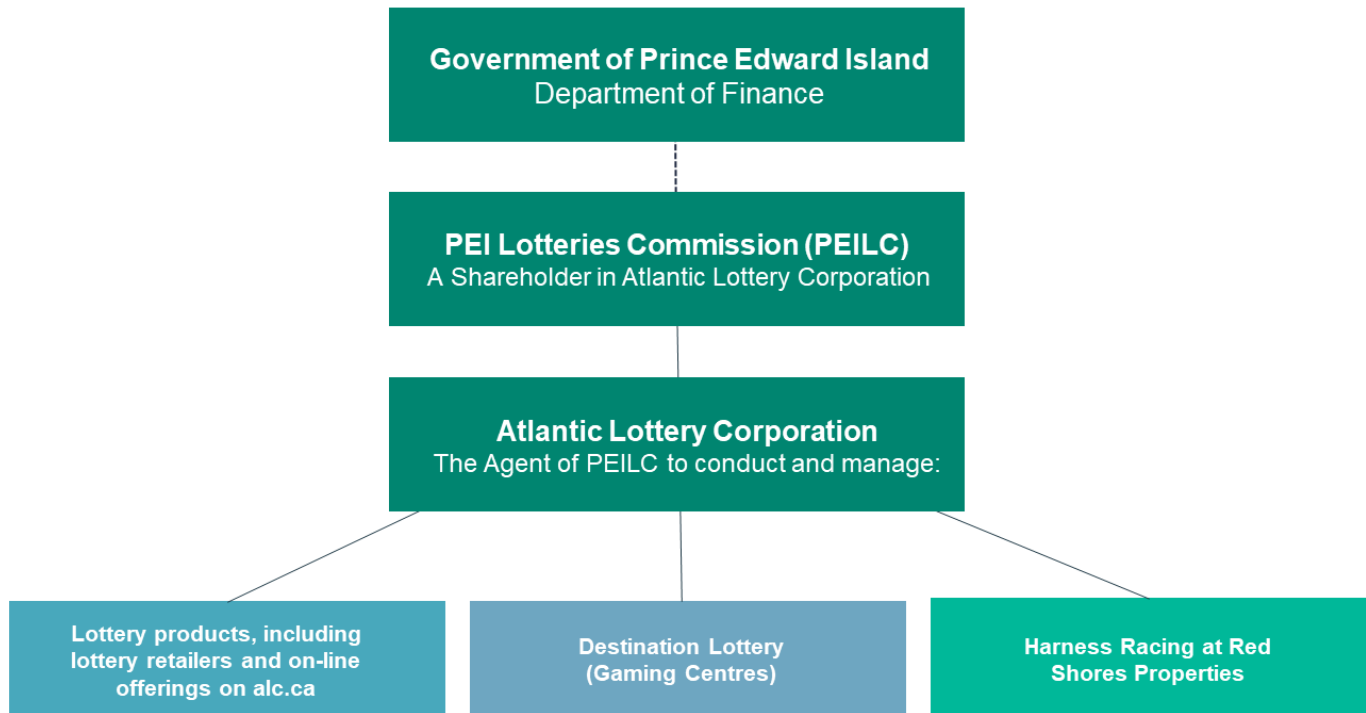 Government of Prince Edward Island
Department of Finance
PEI Lotteries Commission (PEILC)
A Shareholder in Atlantic Lottery Corporation
Atlantic Lottery Corporation
The Agent of PEILC to conduct and manage:
Lottery products, including
lottery retailers and on-line
offerings on alc.ca
Destination Lottery
(Gaming Centres)
Harness Racing at Red
Shores Properties